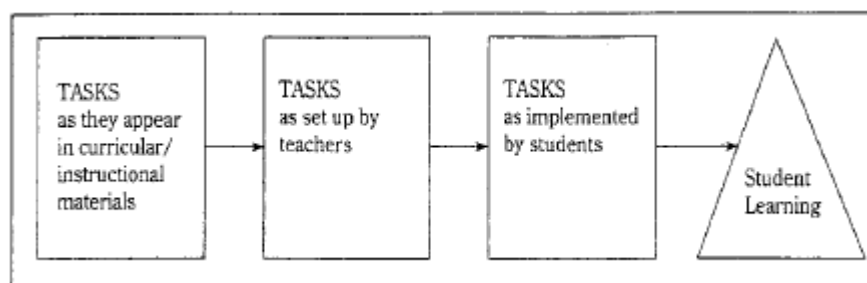 TASKS
as they appear
in curricular/
instructional
materials
TASKS
as set up by
teachers
TASKS
as implemented
by students
Student
Learning